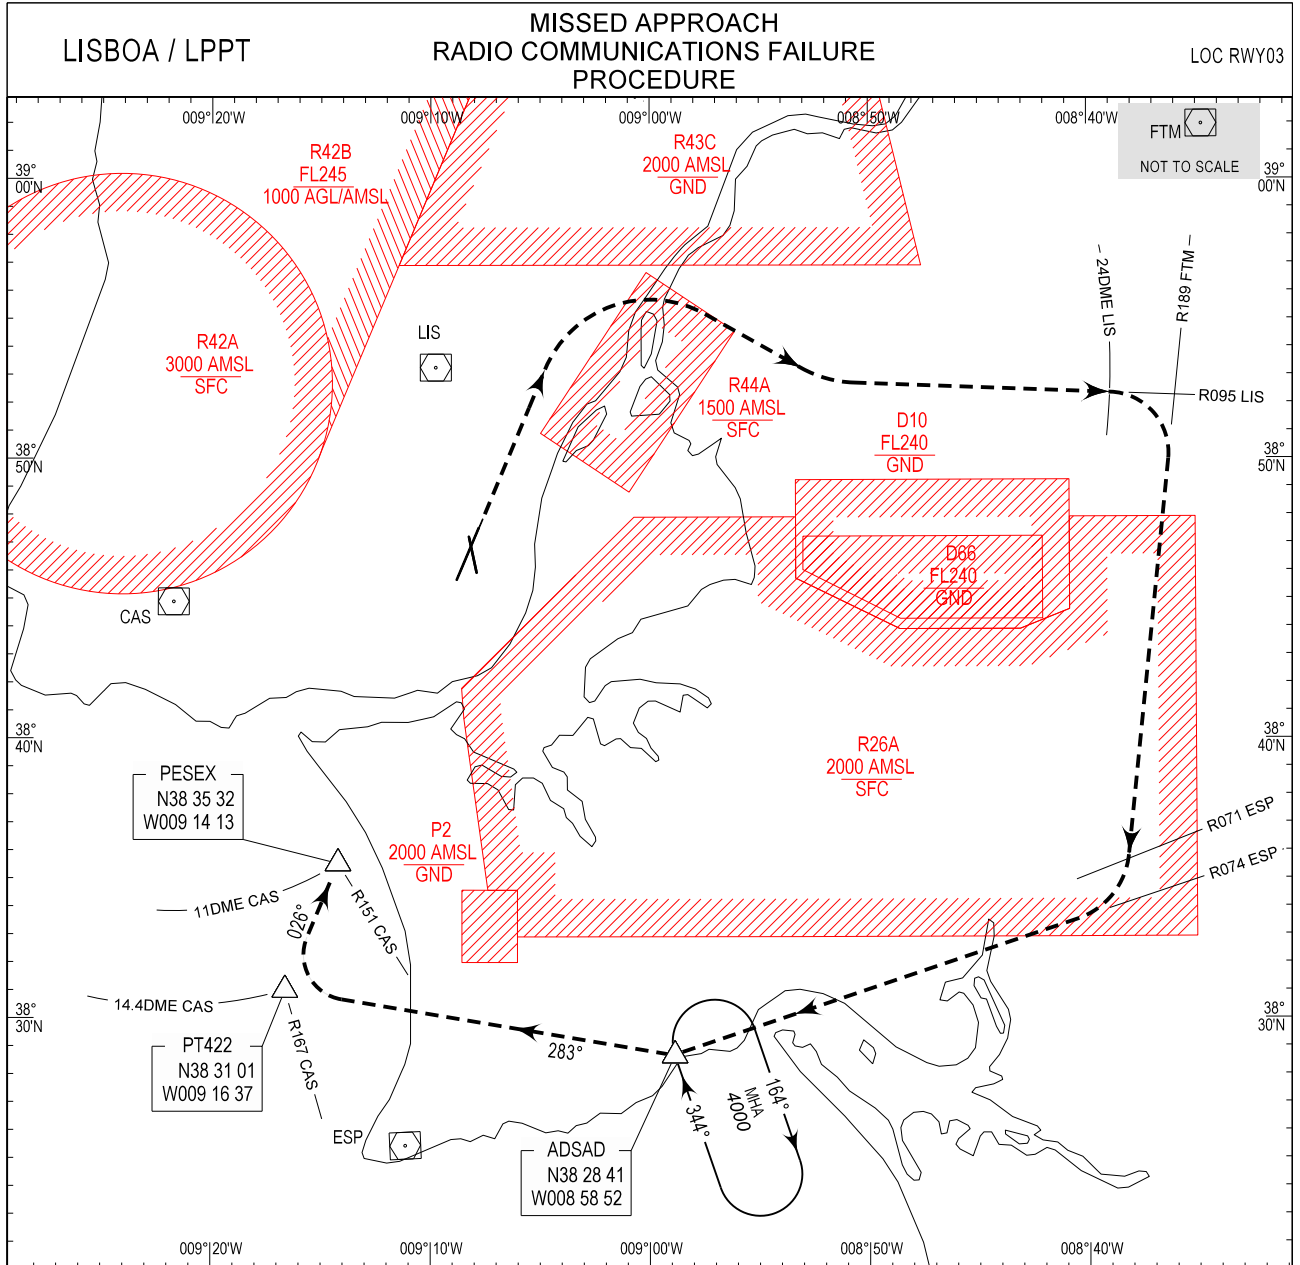 LISBOA / LPPT
MISSED APPROACH
RADIO COMMUNICATIONS FAILURE
PROCEDURE
LOC RWY03
009°20'W
009°10'W
009°00'W
008°50'W
008°40'W
FTM
NOT TO SCALE
39°
00'N
39°
00'N
R42B
FL245
1000 AGL/AMSL
R43C
2000 AMSL
GND
24DME LIS
R189 FTM
R42A
3000 AMSL
SFC
LIS
R44A
1500 AMSL
SFC
R095 LIS
D10
FL240
GND
38°
50'N
38°
50'N
D66
FL240
GND
CAS
38°
40'N
38°
40'N
R26A
2000 AMSL
SFC
PESEX
N38 35 32
W009 14 13
P2
2000 AMSL
GND
R071 ESP
R074 ESP
11DME CAS
026°
R151 CAS
14.4DME CAS
R167 CAS
38°
30'N
38°
30'N
PT422
N38 31 01
W009 16 37
283°
164°
MHA
4000
344°
ESP
ADSAD
N38 28 41
W008 58 52
009°20'W
009°10'W
009°00'W
008°50'W
008°40'W